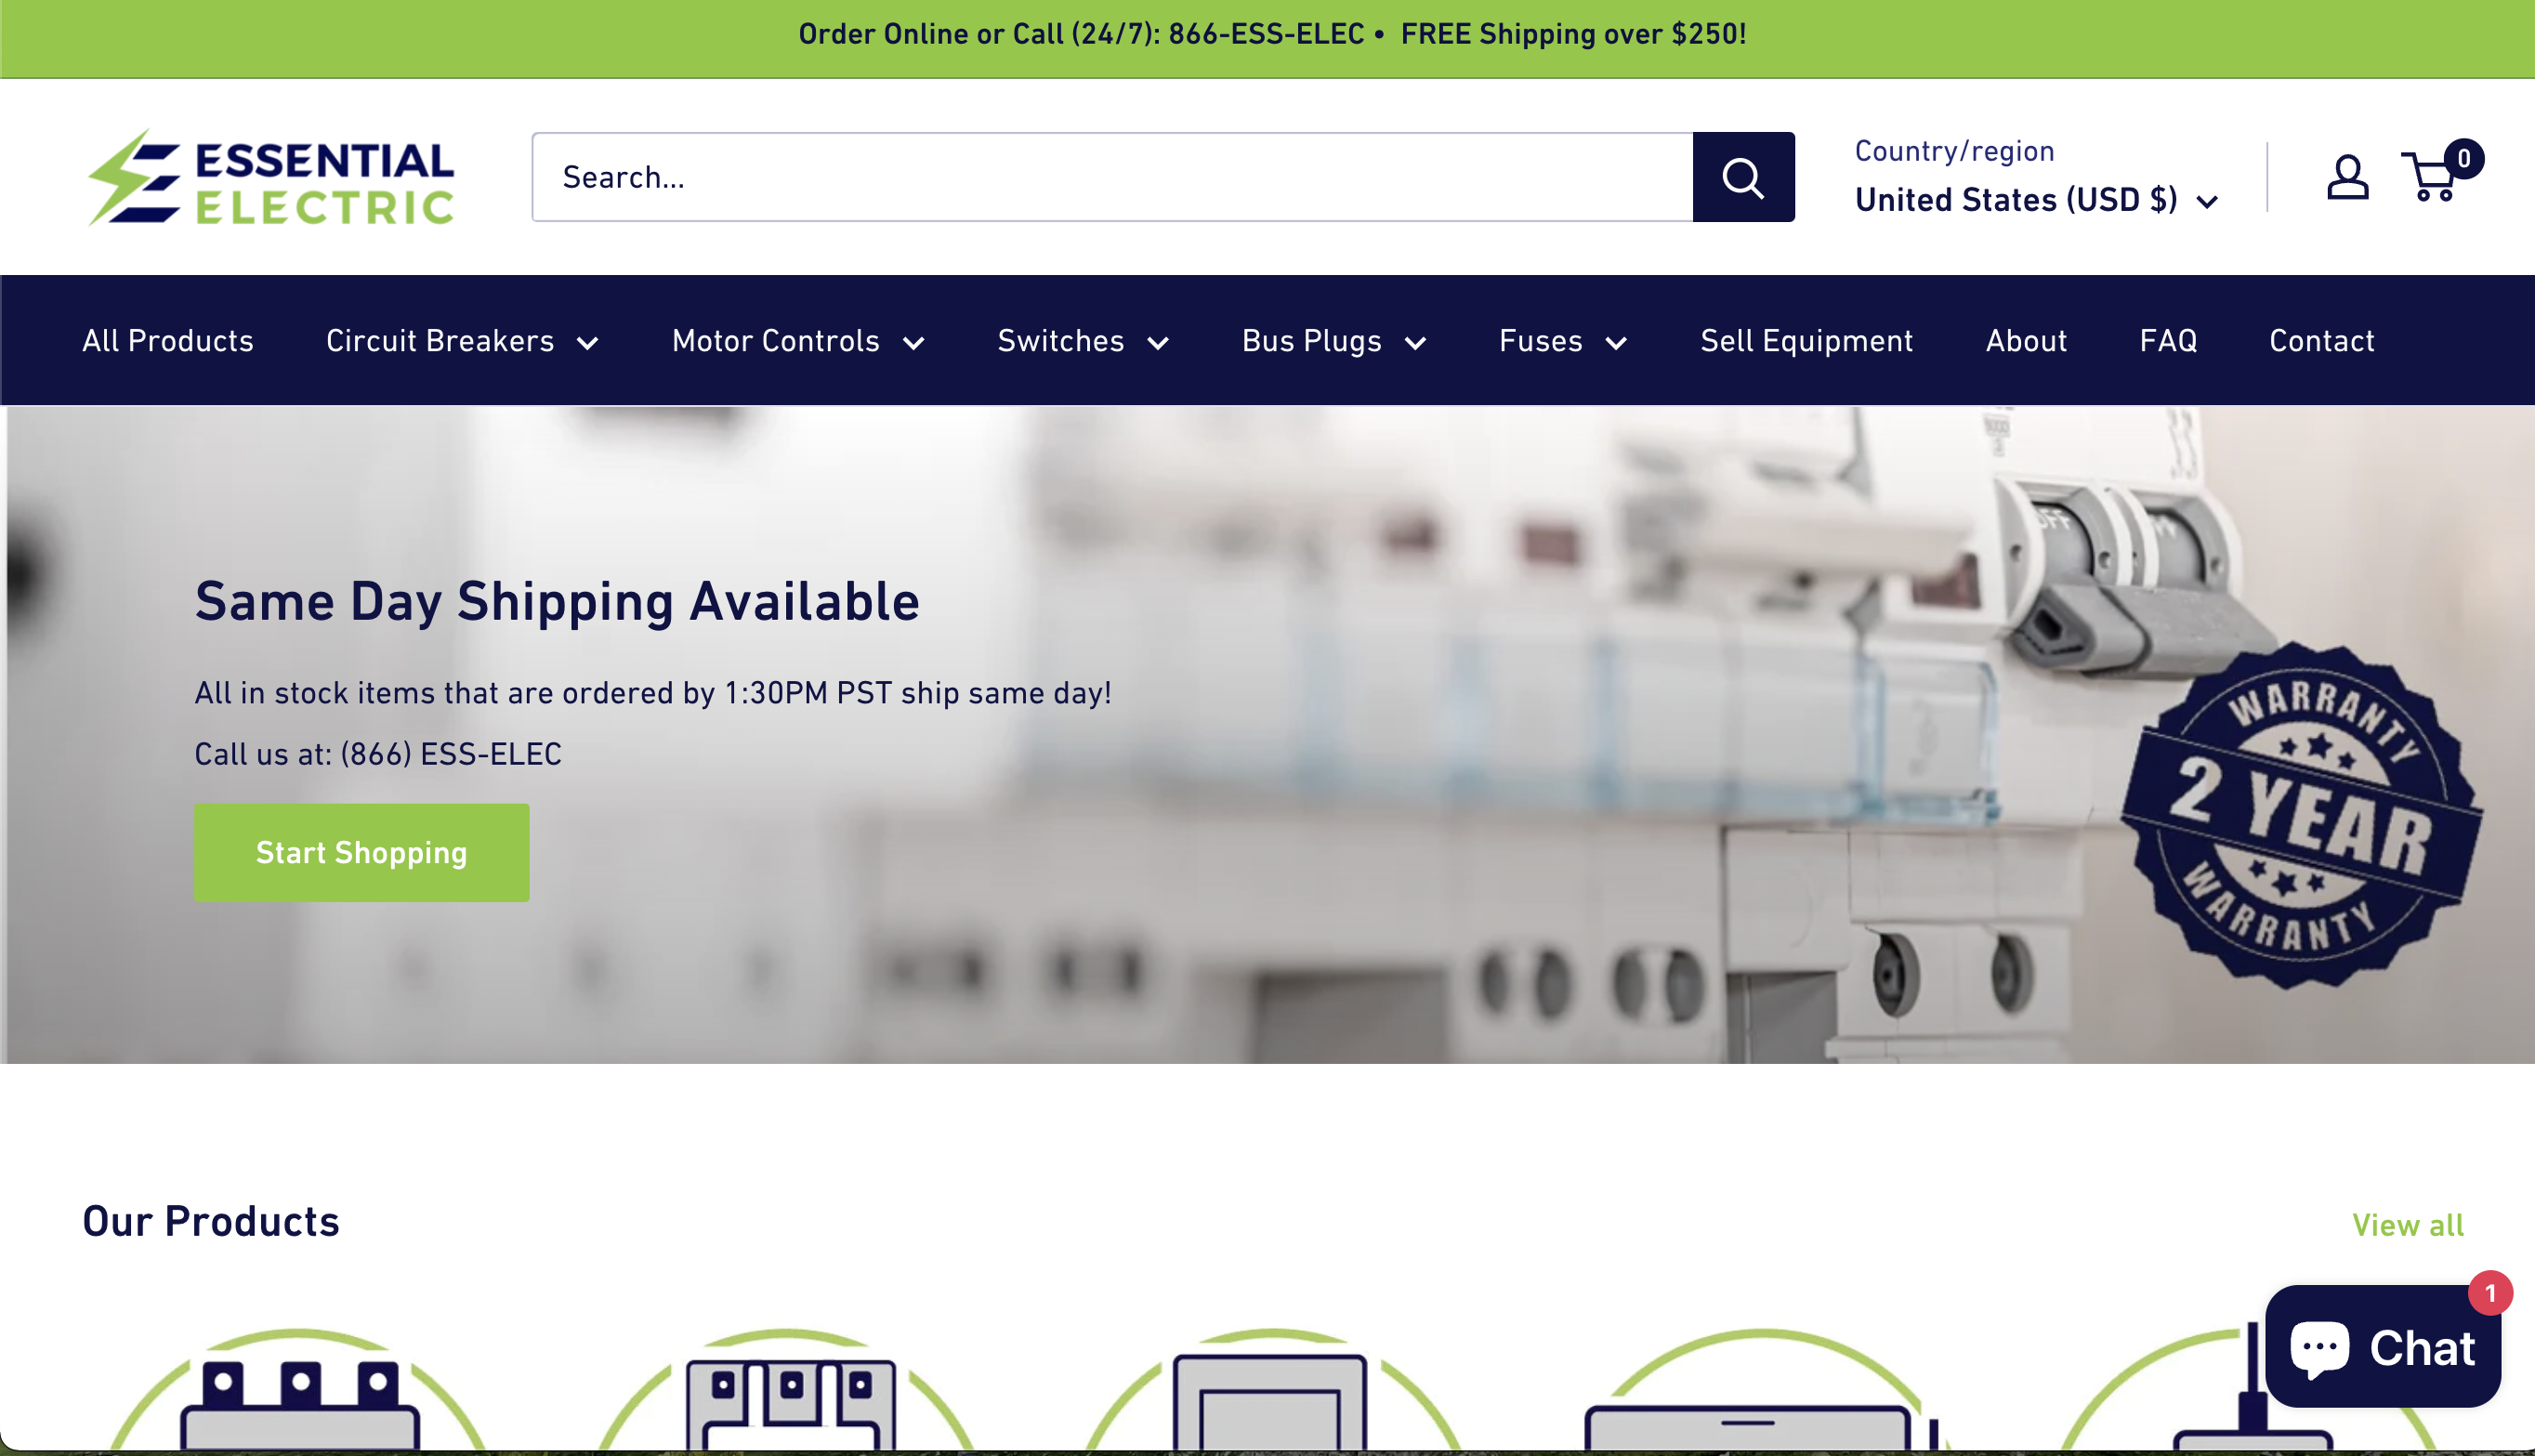 Order Online or Call (24/7): 866-ESS-ELEC • FREE Shipping over $250!
ESSENTIAL
ELECTRIC
Search...
Country/region
United States (USD $)
0
All Products
Circuit Breakers
Motor Controls
Switches
Bus Plugs
Fuses
Sell Equipment
About
FAQ
Contact
Same Day Shipping Available
All in stock items that are ordered by 1:30PM PST ship same day!
Call us at: (866) ESS-ELEC
Start Shopping
OFF
WARRANTY
2 YEAR
WARRANTY
Our Products
View all
1
Chat